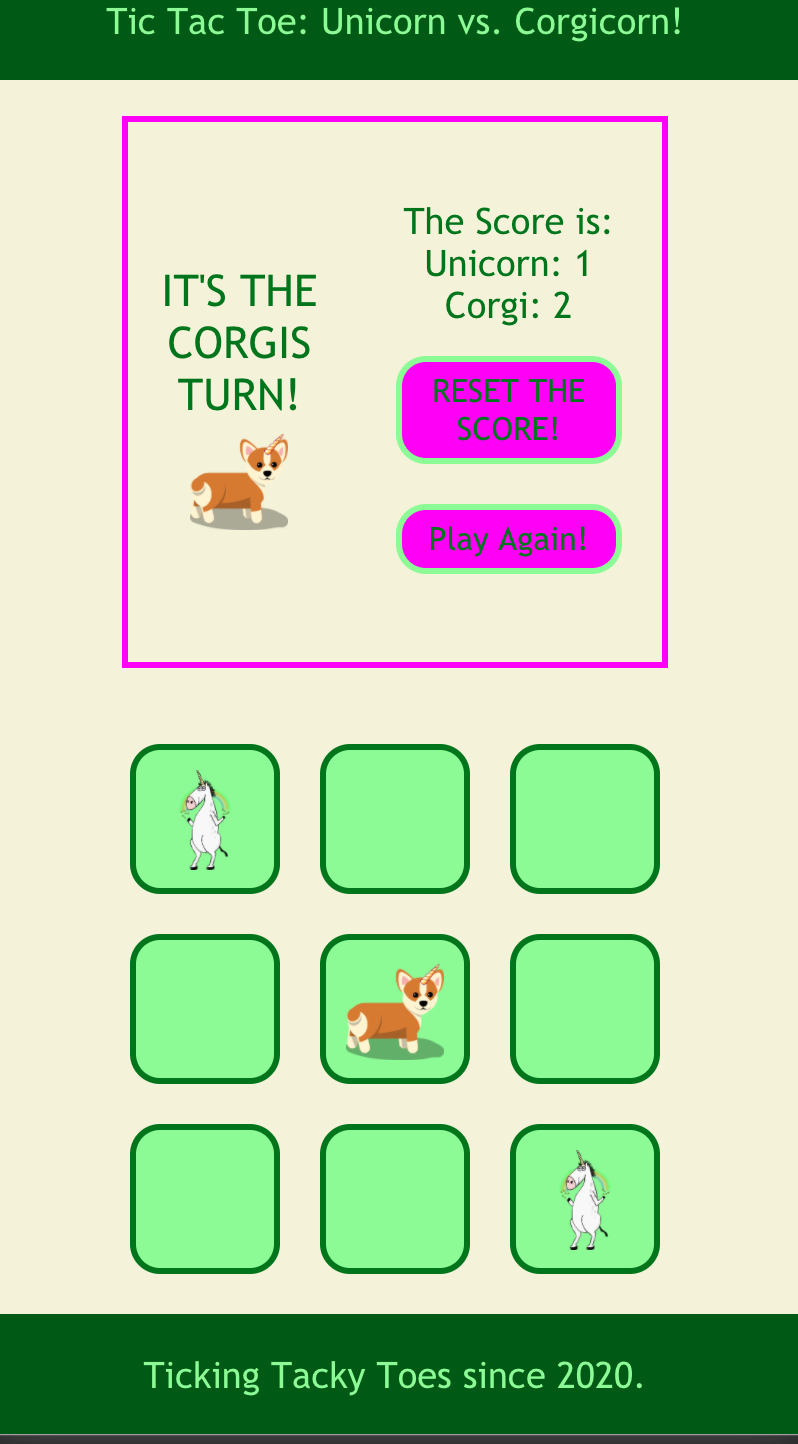 Tic Tac Toe: Unicorn vs. Corgicorn!
IT'S THE
CORGIS
TURN!
The Score is:
Unicorn: 1
Corgi: 2
RESET THE
SCORE!
Play Again!
Ticking Tacky Toes since 2020.